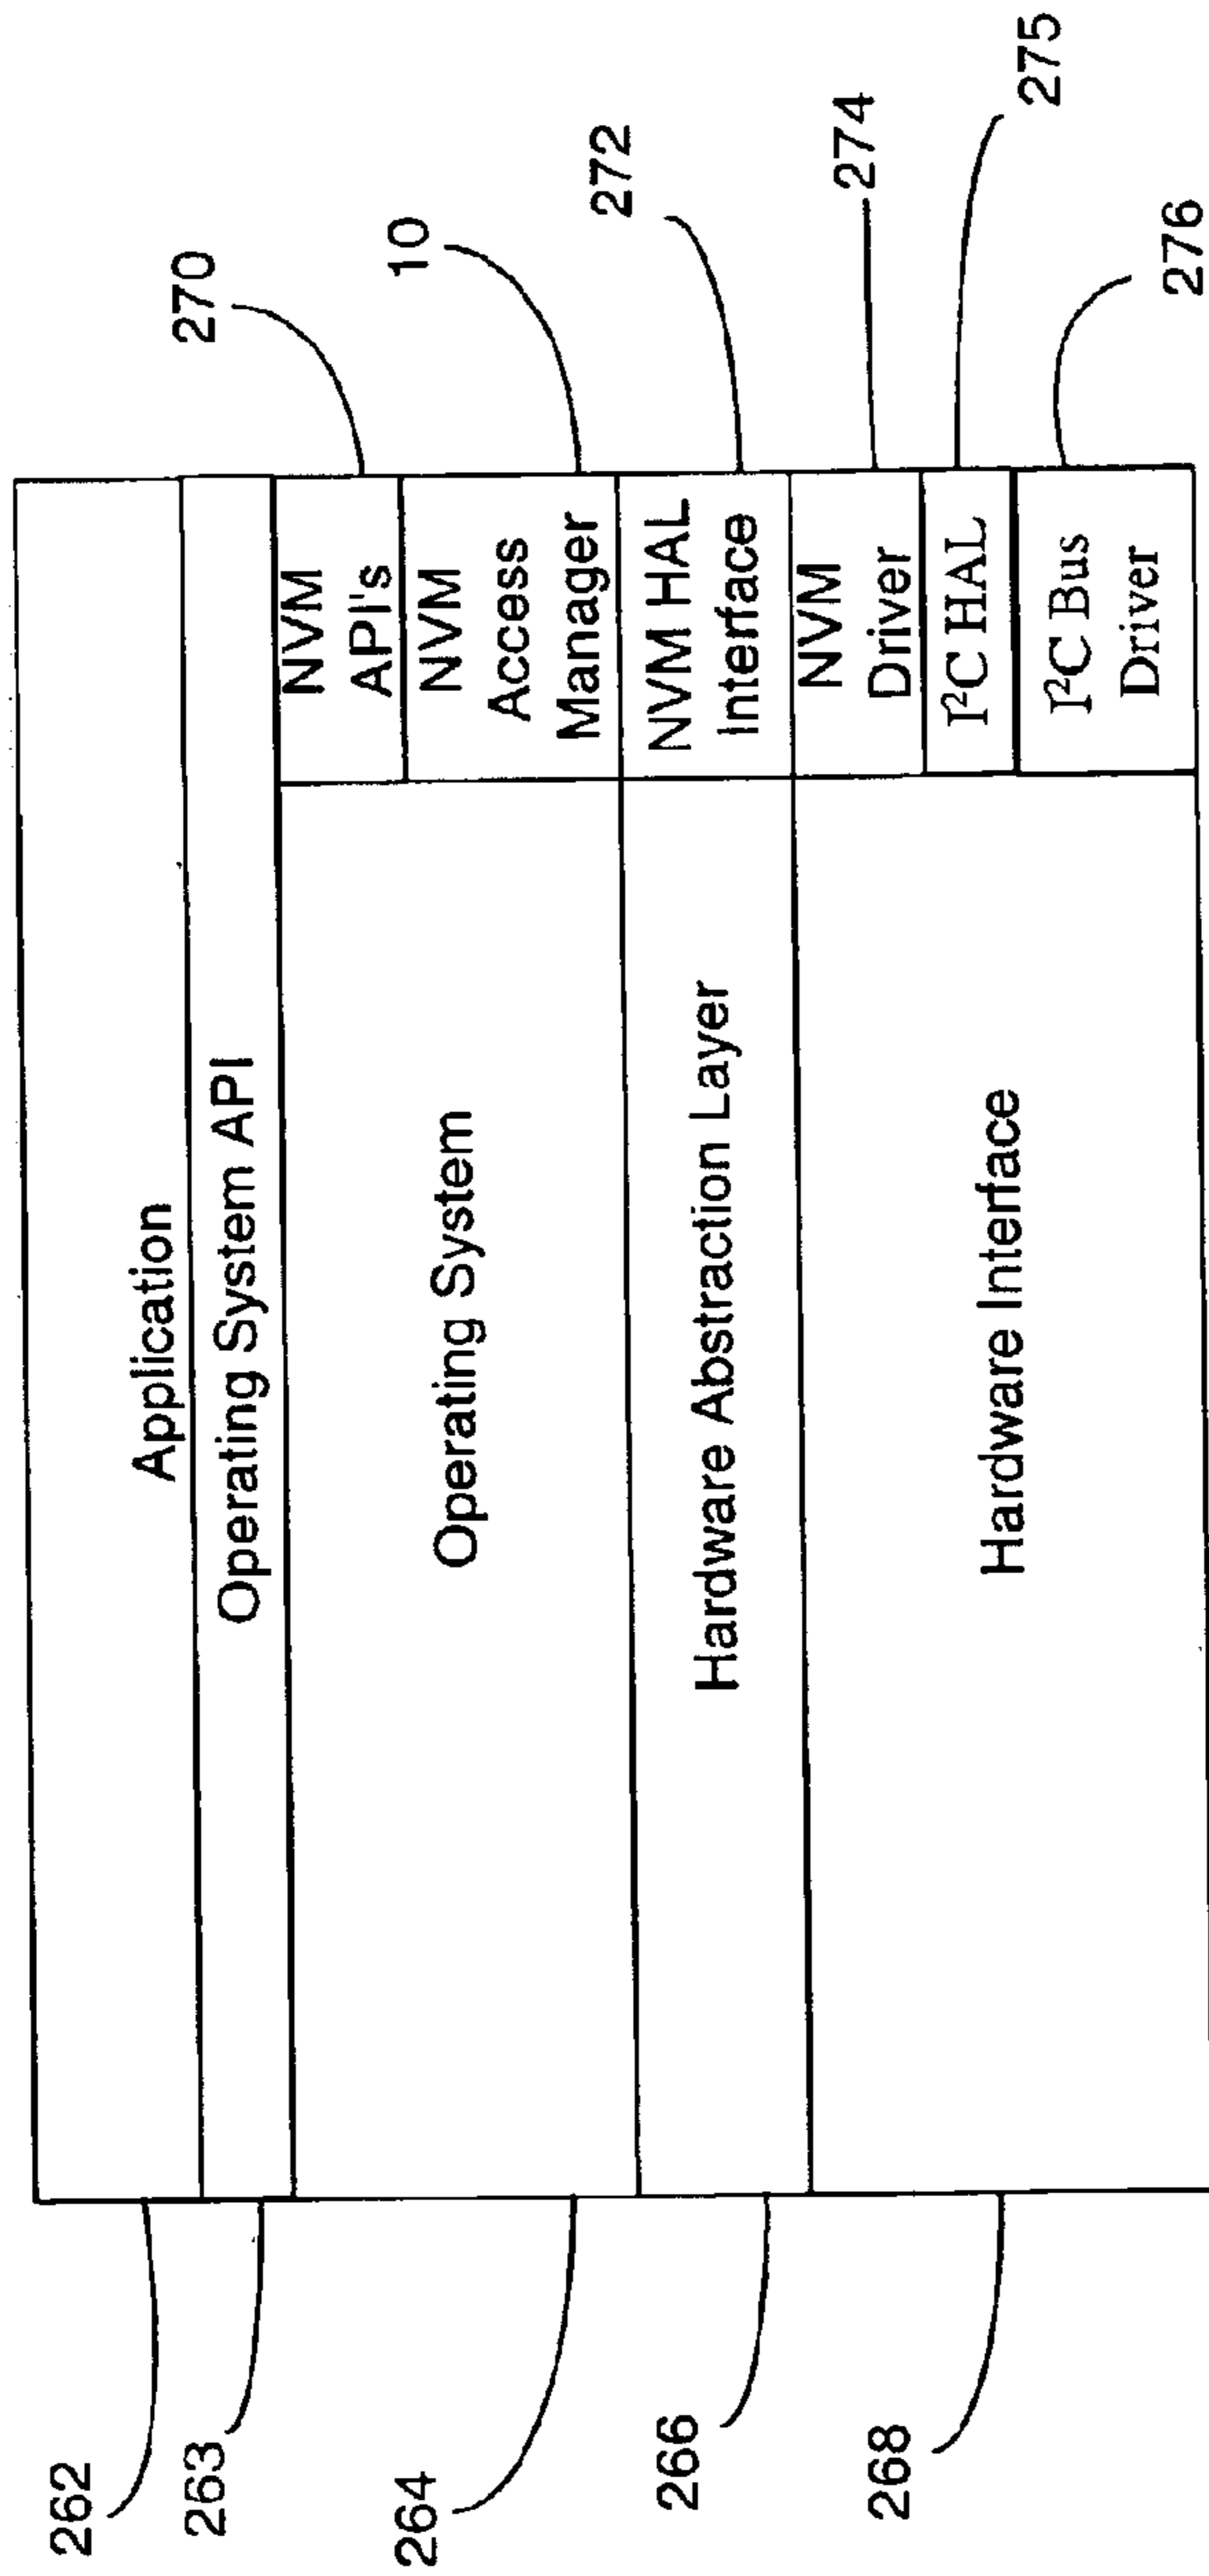 262
263
264
266
268
Application
Operating System API
Operating System
Hardware Abstraction Layer
Hardware Interface
NVM
API's
NVM
Access
Manager
NVM HAL
Interface
NVM
Driver
I²C HAL
I²C Bus
Driver
270
10
272
274
275
276